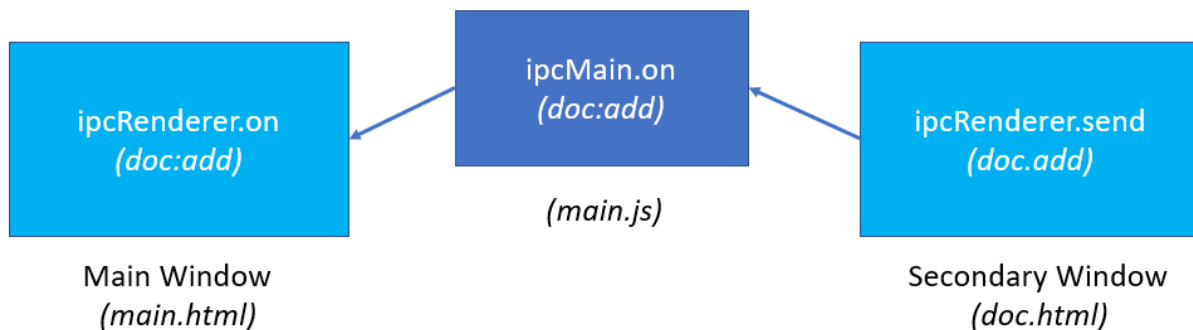 ipcRenderer.on
(doc:add)
Main Window
(main.html)
ipcMain.on
(doc:add)
(main.js)
ipcRenderer.send
(doc.add)
Secondary Window
(doc.html)